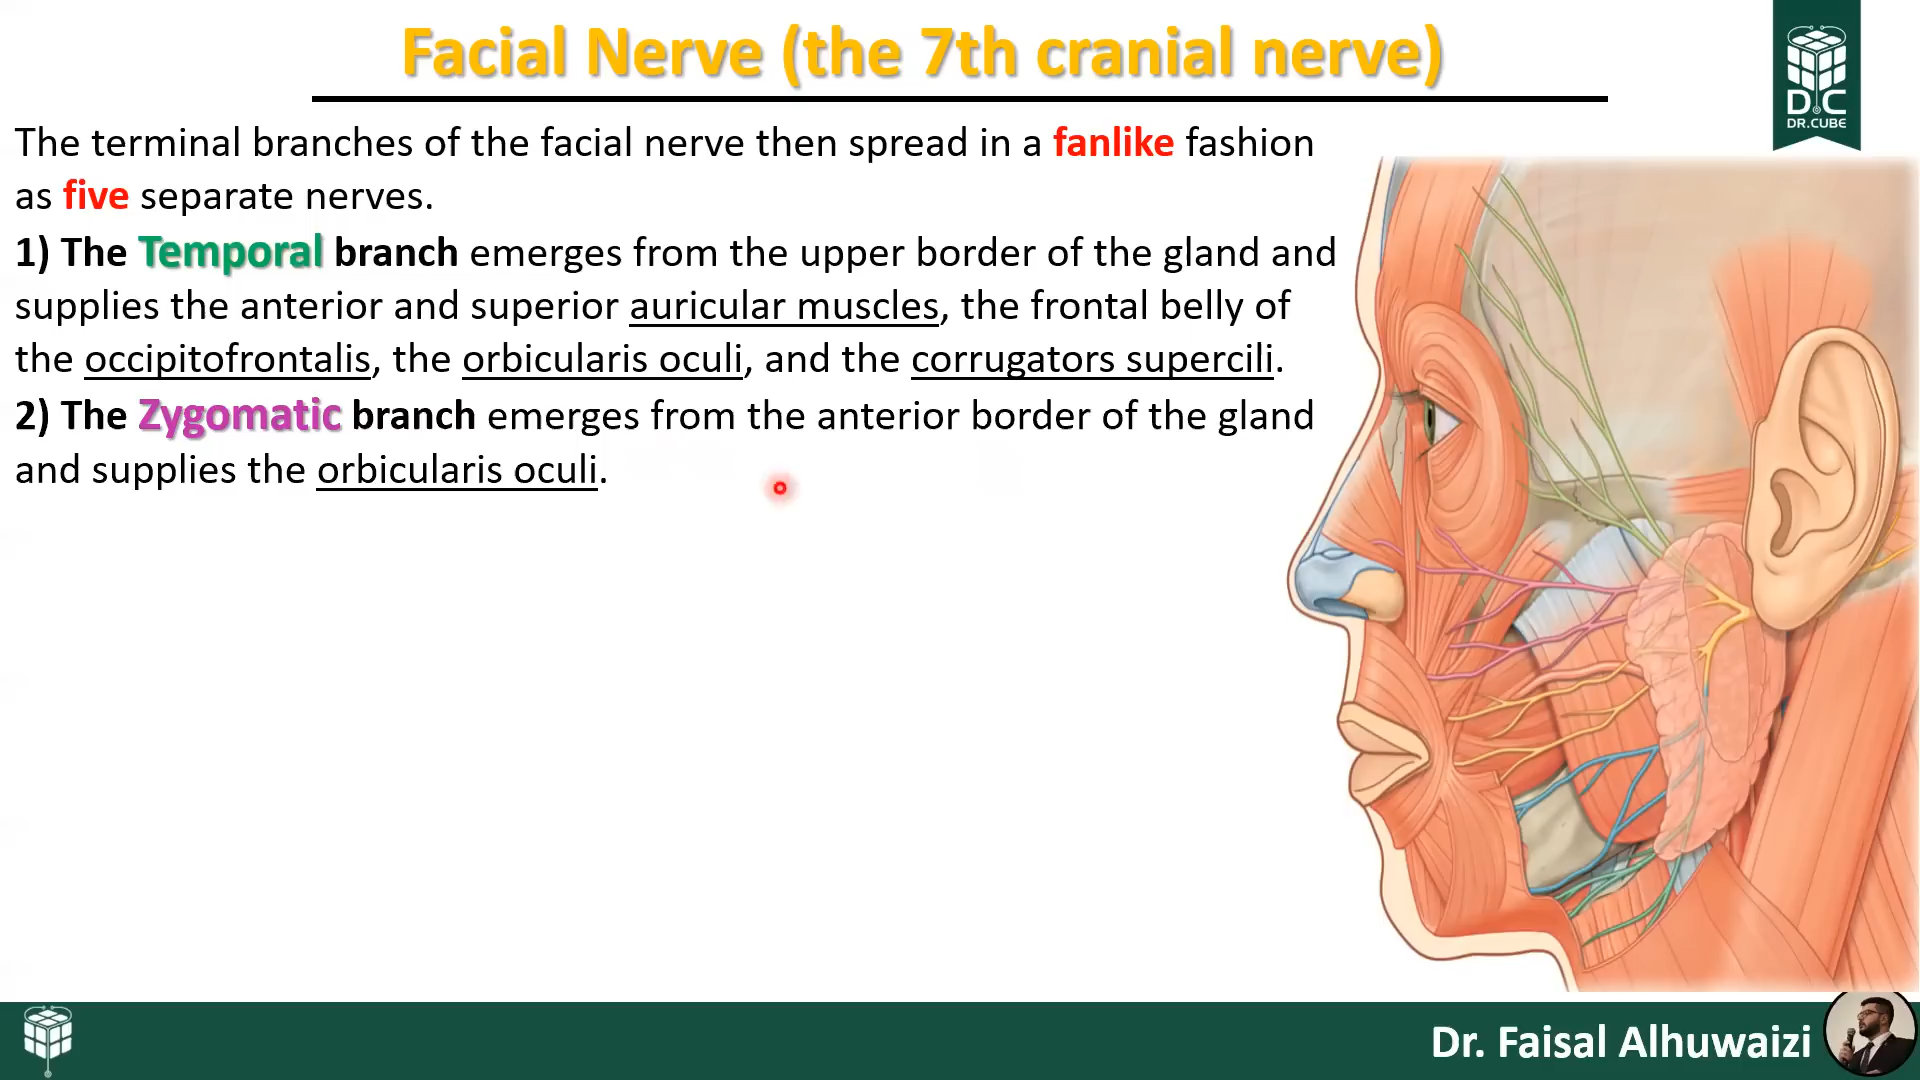 Facial Nerve (the 7th cranial nerve)
DC
DR.CUBE
The terminal branches of the facial nerve then spread in a fanlike fashion
as five separate nerves.
1) The Temporal branch emerges from the upper border of the gland and
supplies the anterior and superior auricular muscles, the frontal belly of
the occipitofrontalis, the orbicularis oculi, and the corrugators supercili.
2) The Zygomatic branch emerges from the anterior border of the gland
and supplies the orbicularis oculi.
Dr. Faisal Alhuwaizi